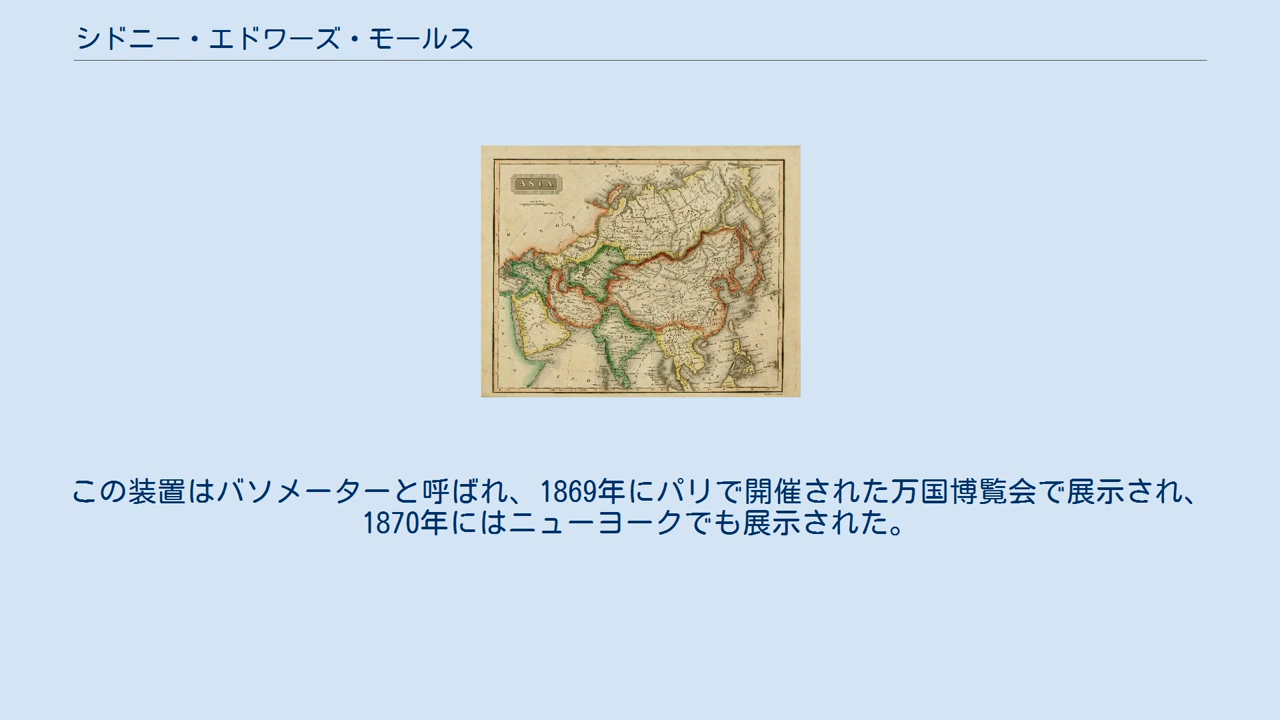 シドニー・エドワーズ・モールス
ASIA
この装置はバソメーターと呼ばれ、1869年にパリで開催された万国博覧会で展示され、
1870年にはニューヨークでも展示された。